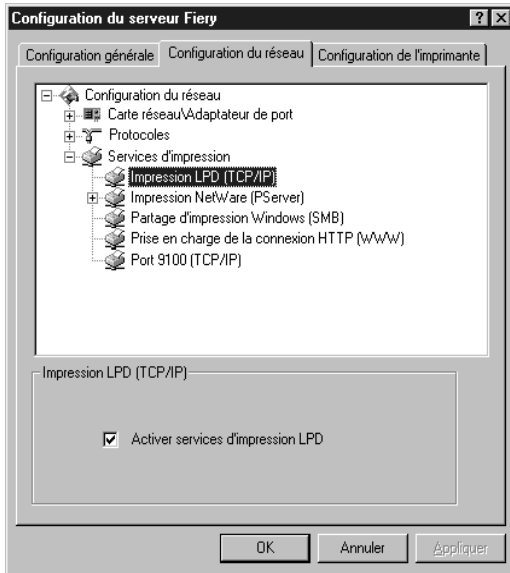 Configuration du serveur Fiery
Configuration générale
Configuration du réseau
Configuration de l'imprimante
Configuration du réseau
Carte réseau\Adaptateur de port
Protocoles
Services d'impression
Impression LPD (TCP/IP)
Impression NetWare (PServer)
Partage d'impression Windows (SMB)
Prise en charge de la connexion HTTP (WWW)
Port 9100 (TCP/IP)
Impression LPD (TCP/IP)
Activer services d'impression LPD
OK
Annuler
Appliquer